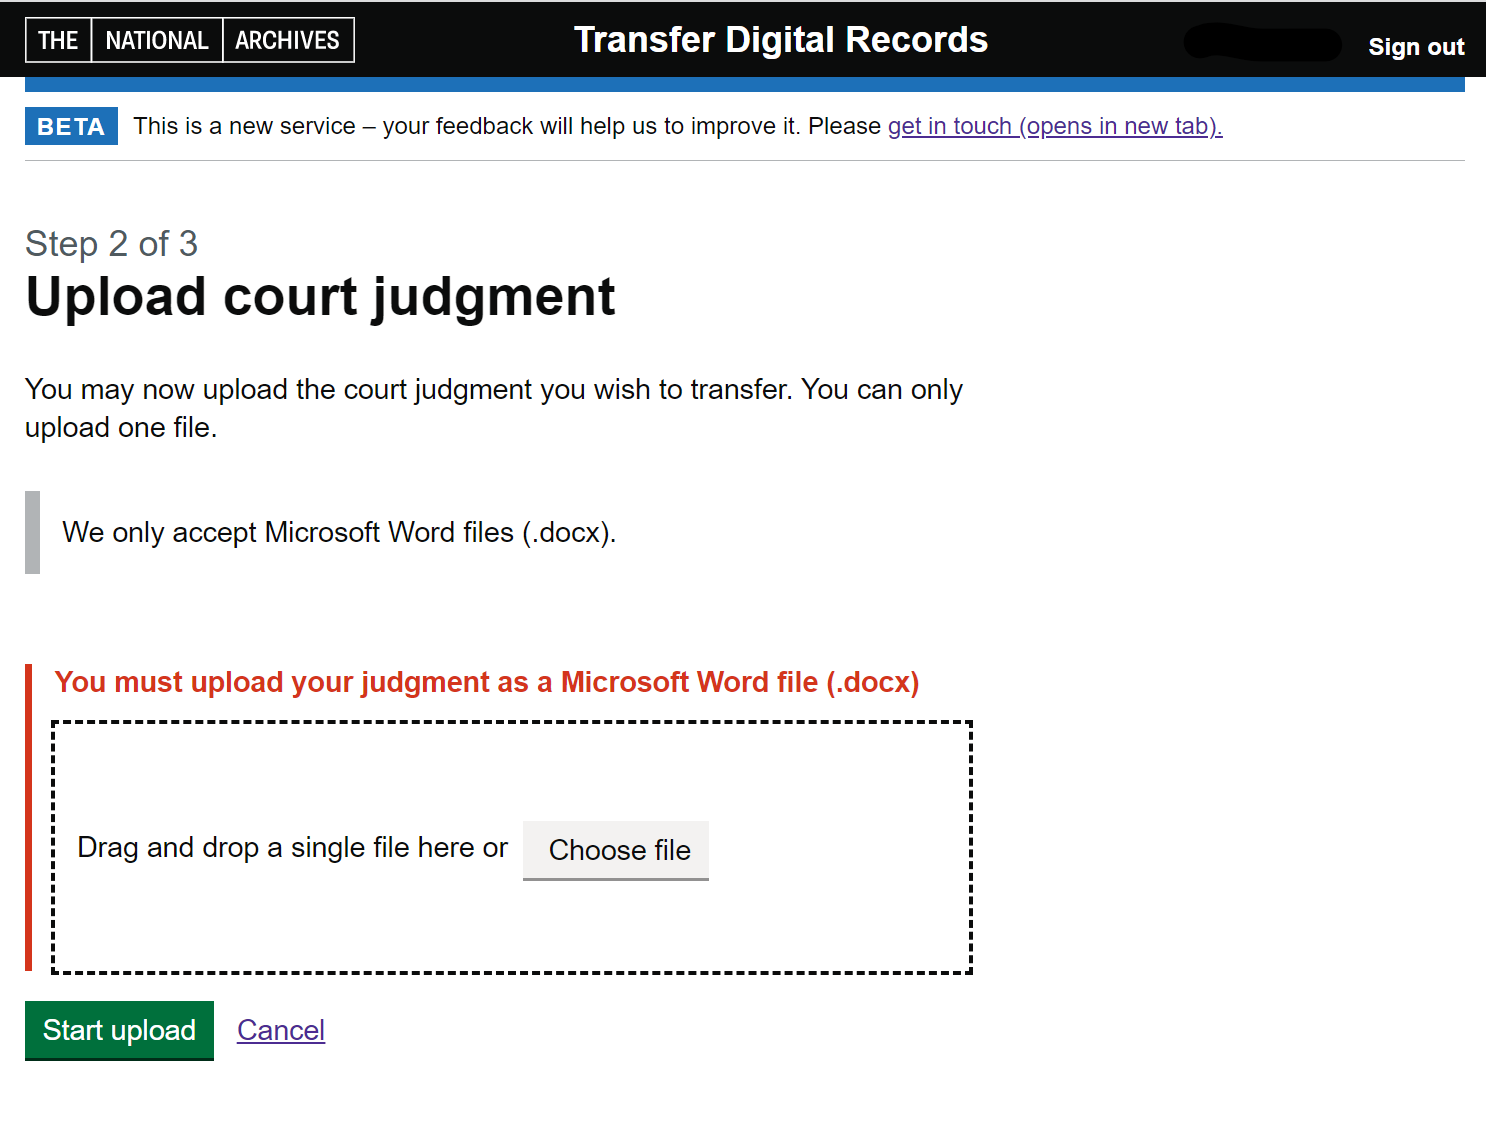 THE NATIONAL ARCHIVES
Transfer Digital Records
Sign out
BETA This is a new service – your feedback will help us to improve it. Please get in touch (opens in new tab).
Step 2 of 3
Upload court judgment
You may now upload the court judgment you wish to transfer. You can only
upload one file.
We only accept Microsoft Word files (.docx).
You must upload your judgment as a Microsoft Word file (.docx)
Drag and drop a single file here or Choose file
Start upload Cancel